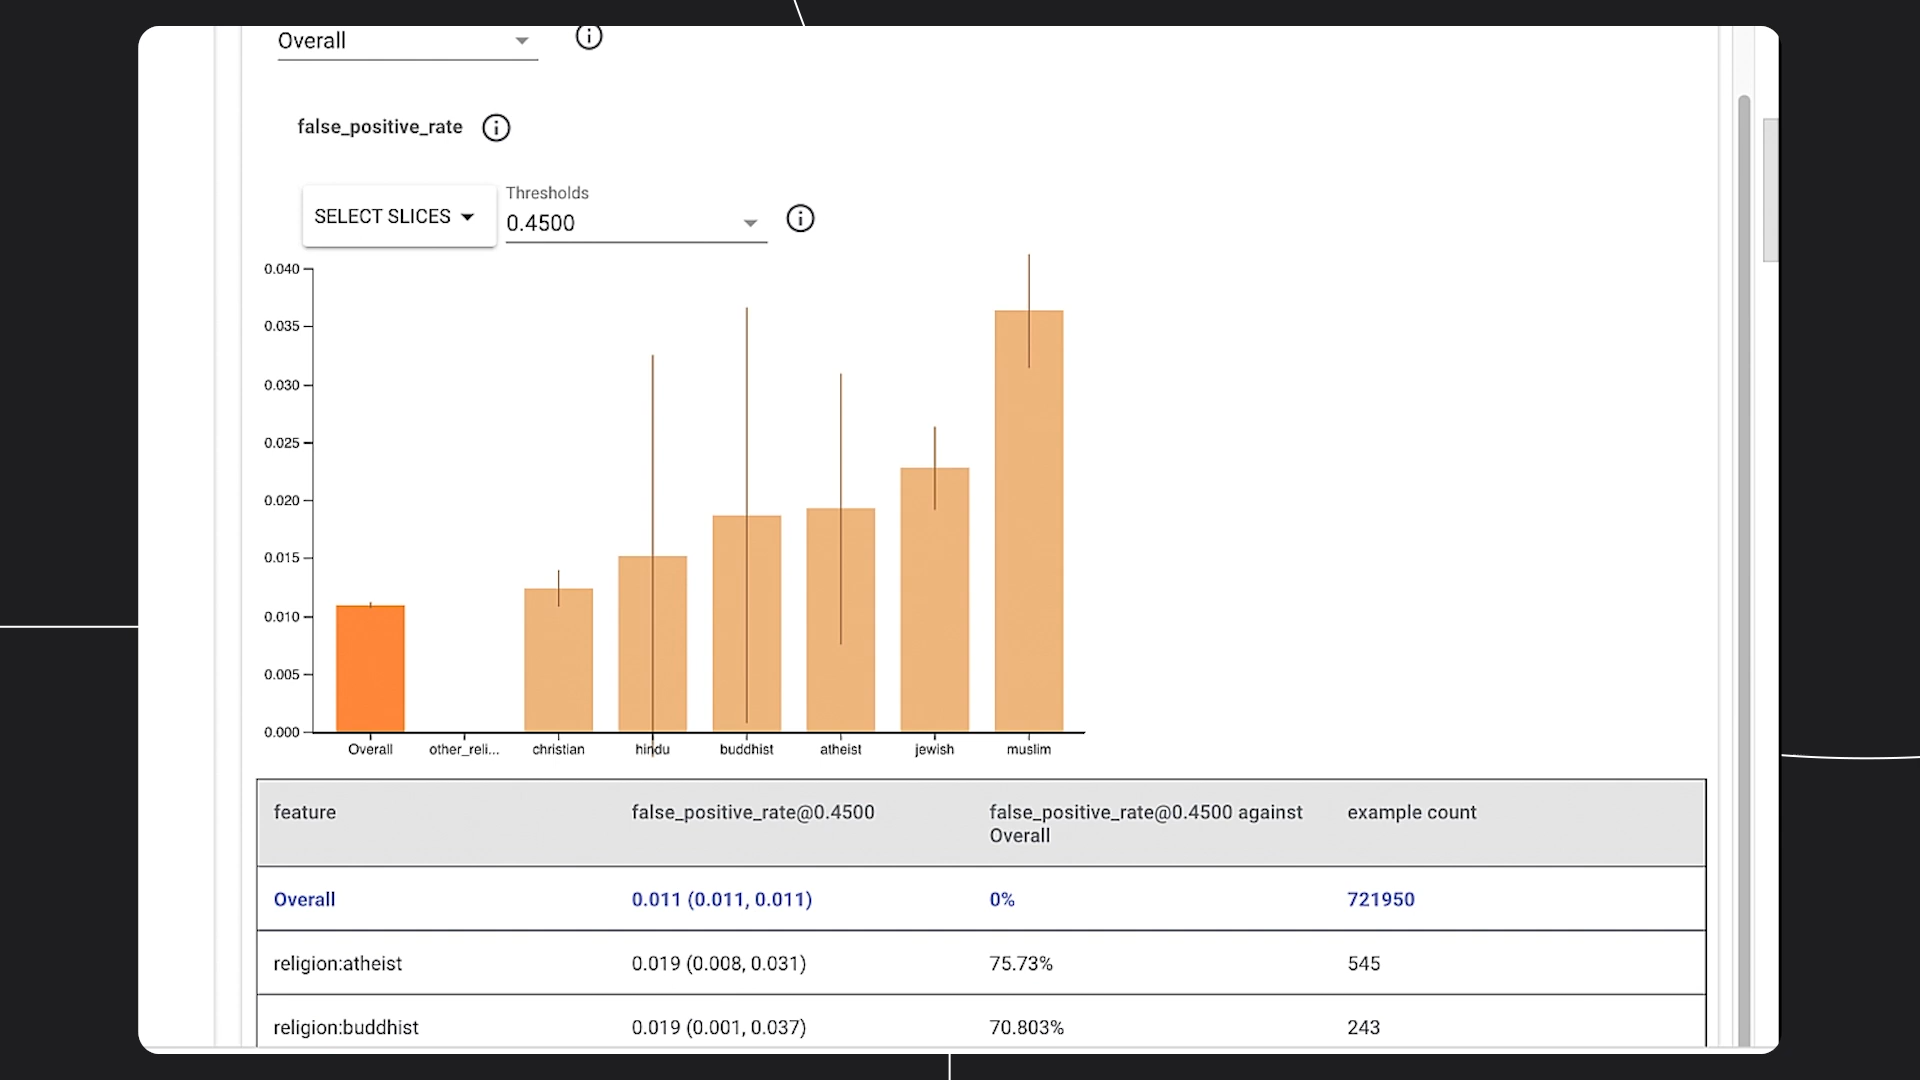 Overall
false_positive_rate
SELECT SLICES
Thresholds
0.4500
0.040
0.035
0.030
0.025
0.020
0.015
0.010
0.005
0.000
Overall other_reli... christian hindu buddhist atheist jewish muslim
feature false_positive_rate@0.4500 false_positive_rate@0.4500 against example count
Overall
Overall 0.011 (0.011, 0.011) 0% 721950
religion:atheist 0.019 (0.008, 0.031) 75.73% 545
religion:buddhist 0.019 (0.001, 0.037) 70.803% 243